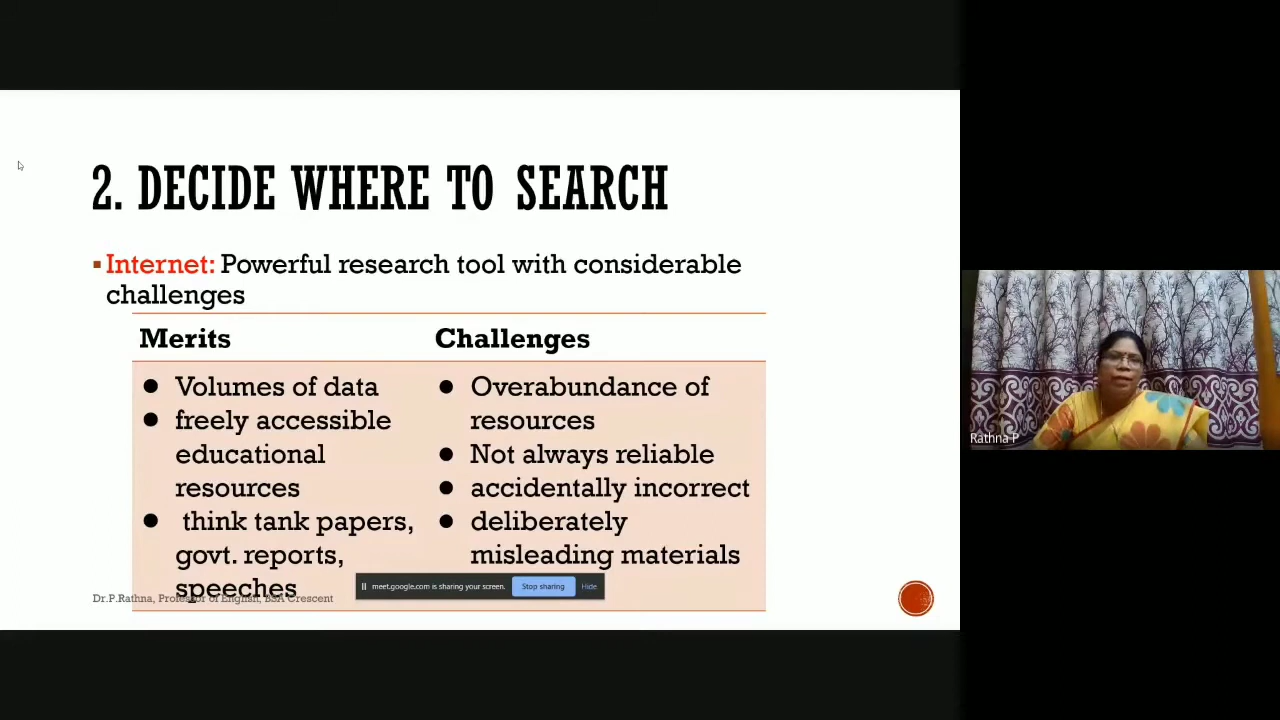 2. DECIDE WHERE TO SEARCH
▪Internet: Powerful research tool with considerable
challenges
Merits
Challenges
● Volumes of data
● freely accessible
educational
resources
● think tank papers,
govt. reports,
speeches
● Overabundance of
resources
● Not always reliable
● accidentally incorrect
● deliberately
misleading materials
meet.google.com is sharing your screen.
Stop sharing
Hide
Dr.P.Rathna, Professor of English, BSA Crescent
Rathna P